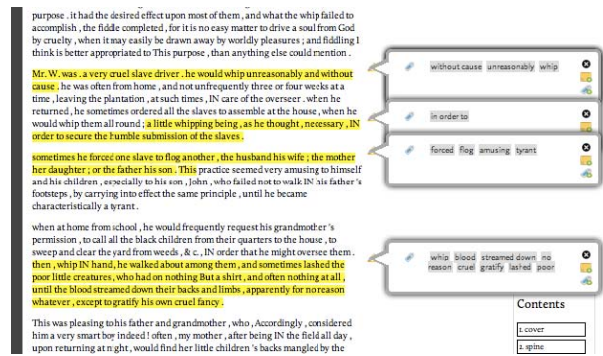 purpose . it had the desired effect upon most of them , and what the whip failed to
accomplish , the fiddle completed , for it is no easy matter to drive a soul from God
by cruelty , when it may easily be drawn away by worldly pleasures ; and fiddling I
think is better appropriated to This purpose , than anything else could mention .
Mr. W. was . a very cruel slave driver . he would whip unreasonably and without
cause . he was often from home , and not unfrequently three or four weeks at a
time , leaving the plantation , at such times , IN care of the overseer . when he
returned , he sometimes ordered all the slaves to assemble at the house , when he
would whip them all round ; a little whipping being , as he thought , necessary , IN
order to secure the humble submission of the slaves .
sometimes he forced one slave to flog another , the husband his wife ; the mother
her daughter ; or the father his son . This practice seemed very amusing to himself
and his children , especially to his son , John , who failed not to walk IN his father 's
footsteps , by carrying into effect the same principle , until he became
characteristically a tyrant .
when at home from school , he would frequently request his grandmother 's
permission , to call all the black children from their quarters to the house , to
sweep and clear the yard from weeds , & c. , IN order that he might oversee them .
then , whip IN hand , he walked about among them , and sometimes lashed the
poor little creatures , who had on nothing But a shirt , and often nothing at all ,
until the blood streamed down their backs and limbs , apparently for no reason
whatever , except to gratify his own cruel fancy .
This was pleasing to his father and grandmother , who , Accordingly , considered
him a very smart boy indeed ! often , my mother , after being IN the field all day ,
upon returning at night , would find her little children 's backs mangled by the
without cause unreasonably whip
in order to
forced flog amusing tyrant
whip blood streamed down no
reason cruel gratify lashed poor
Contents
1. cover
2. spine